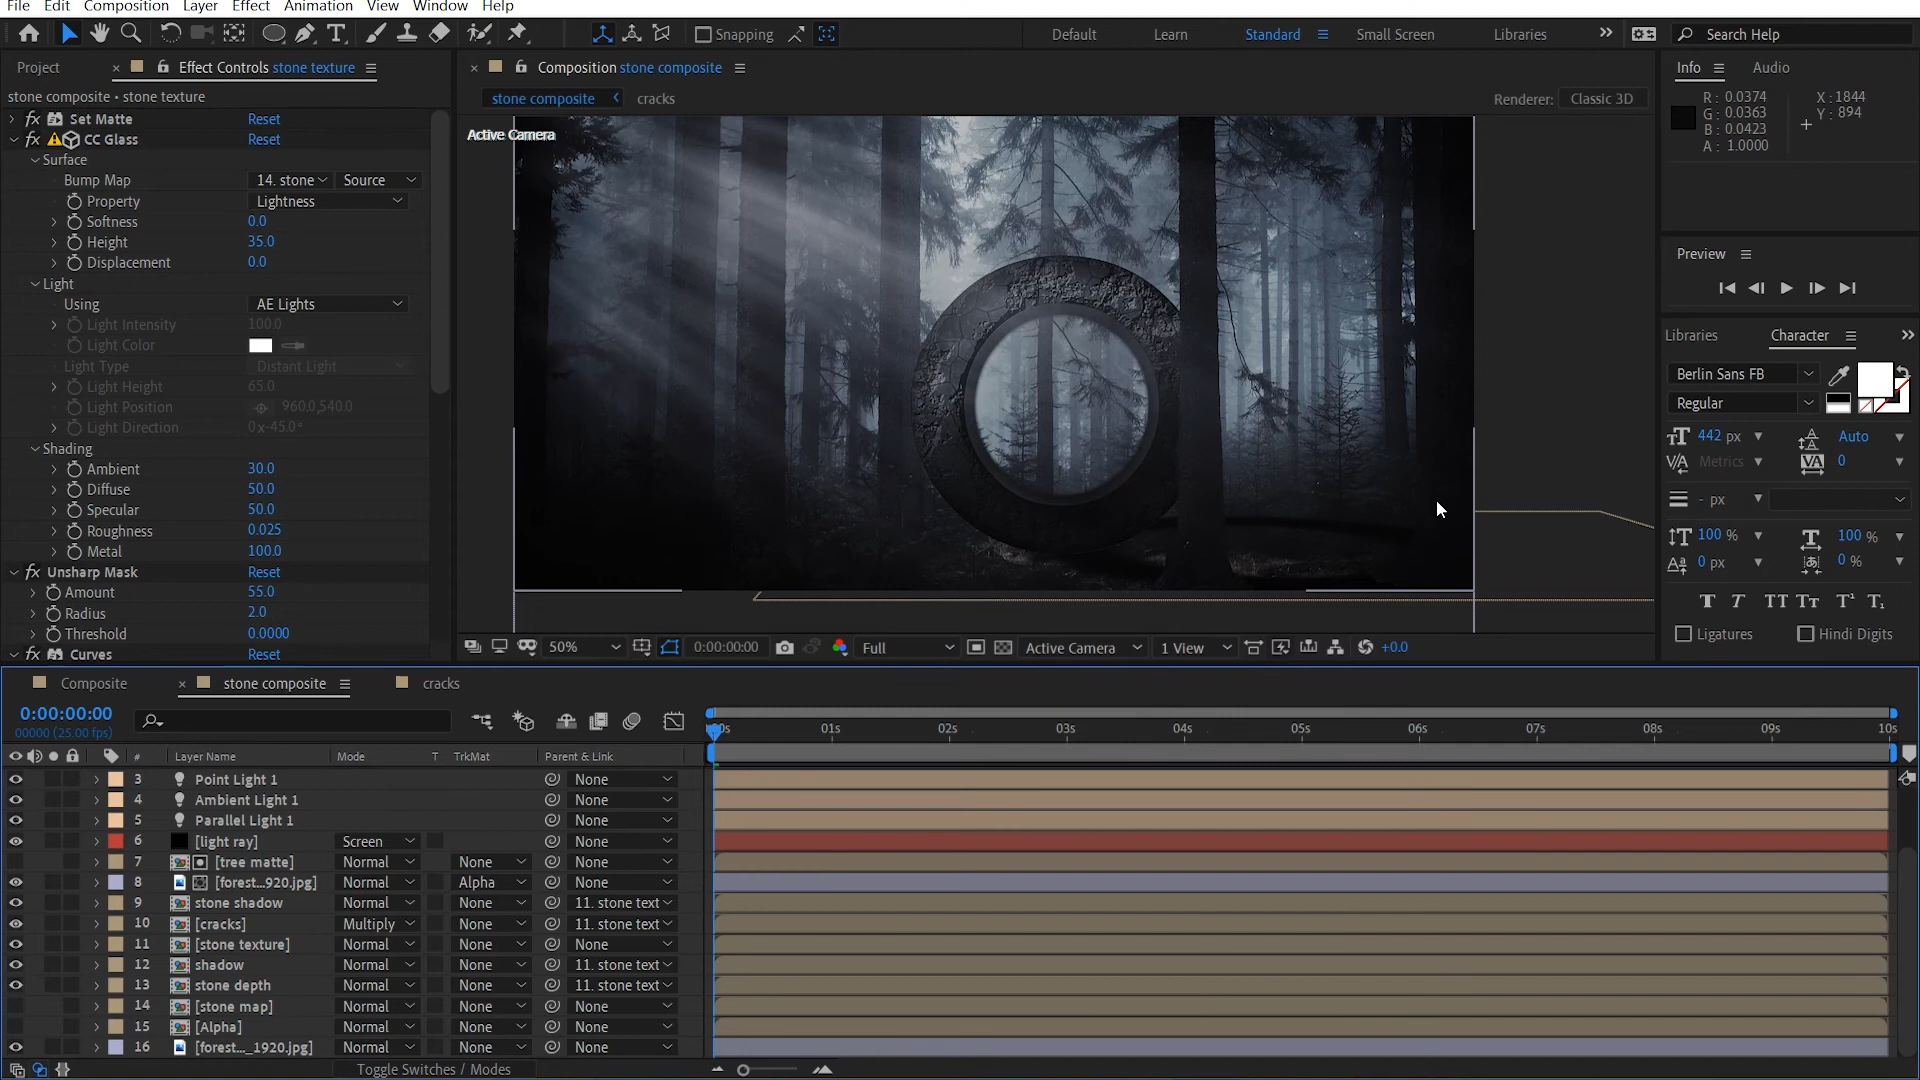 File Edit Composition Layer Effect Animation View Window Help
Snapping
Default Learn Standard Small Screen Libraries
Search Help
Project
Effect Controls stone texture
stone composite • stone texture
fx Set Matte Reset
fx CC Glass Reset
Surface
Bump Map 14. stone Source
Property Lightness
Softness 0.0
Height 35.0
Displacement 0.0
Light
Using AE Lights
Light Intensity 100.0
Light Color
Light Type Distant Light
Light Height 65.0
Light Position 960.0,540.0
Light Direction 0x-45.0°
Shading
Ambient 30.0
Diffuse 50.0
Specular 50.0
Roughness 0.025
Metal 100.0
fx Unsharp Mask Reset
Amount 55.0
Radius 2.0
Threshold 0.0000
fx Curves Reset
Composition stone composite
stone composite cracks
Renderer: Classic 3D
Active Camera
50% 0:00:00:00 Full Active Camera 1 View +0.0
Info Audio
R: 0.0374
G: 0.0363
B: 0.0423
A: 1.0000
X: 1844
Y: 894
Preview
Libraries Character
Berlin Sans FB
Regular
442 px Auto
Metrics 0
- px
100 % 100 %
0 px 0 %
T T TT Tt T¹ T₁
Ligatures Hindi Digits
Composite stone composite cracks
0:00:00:00
00000 (25.00 fps)
00s 01s 02s 03s 04s 05s 06s 07s 08s 09s 10s
# Layer Name Mode T TrkMat Parent & Link
3 Point Light 1 None
4 Ambient Light 1 None
5 Parallel Light 1 None
6 [light ray] Screen None
7 [tree matte] Normal None None
8 [forest...920.jpg] Normal Alpha None
9 stone shadow Normal None 11. stone text
10 [cracks] Multiply None 11. stone text
11 [stone texture] Normal None None
12 shadow Normal None 11. stone text
13 stone depth Normal None 11. stone text
14 [stone map] Normal None None
15 [Alpha] Normal None None
16 [forest..._1920.jpg] Normal None None
Toggle Switches / Modes